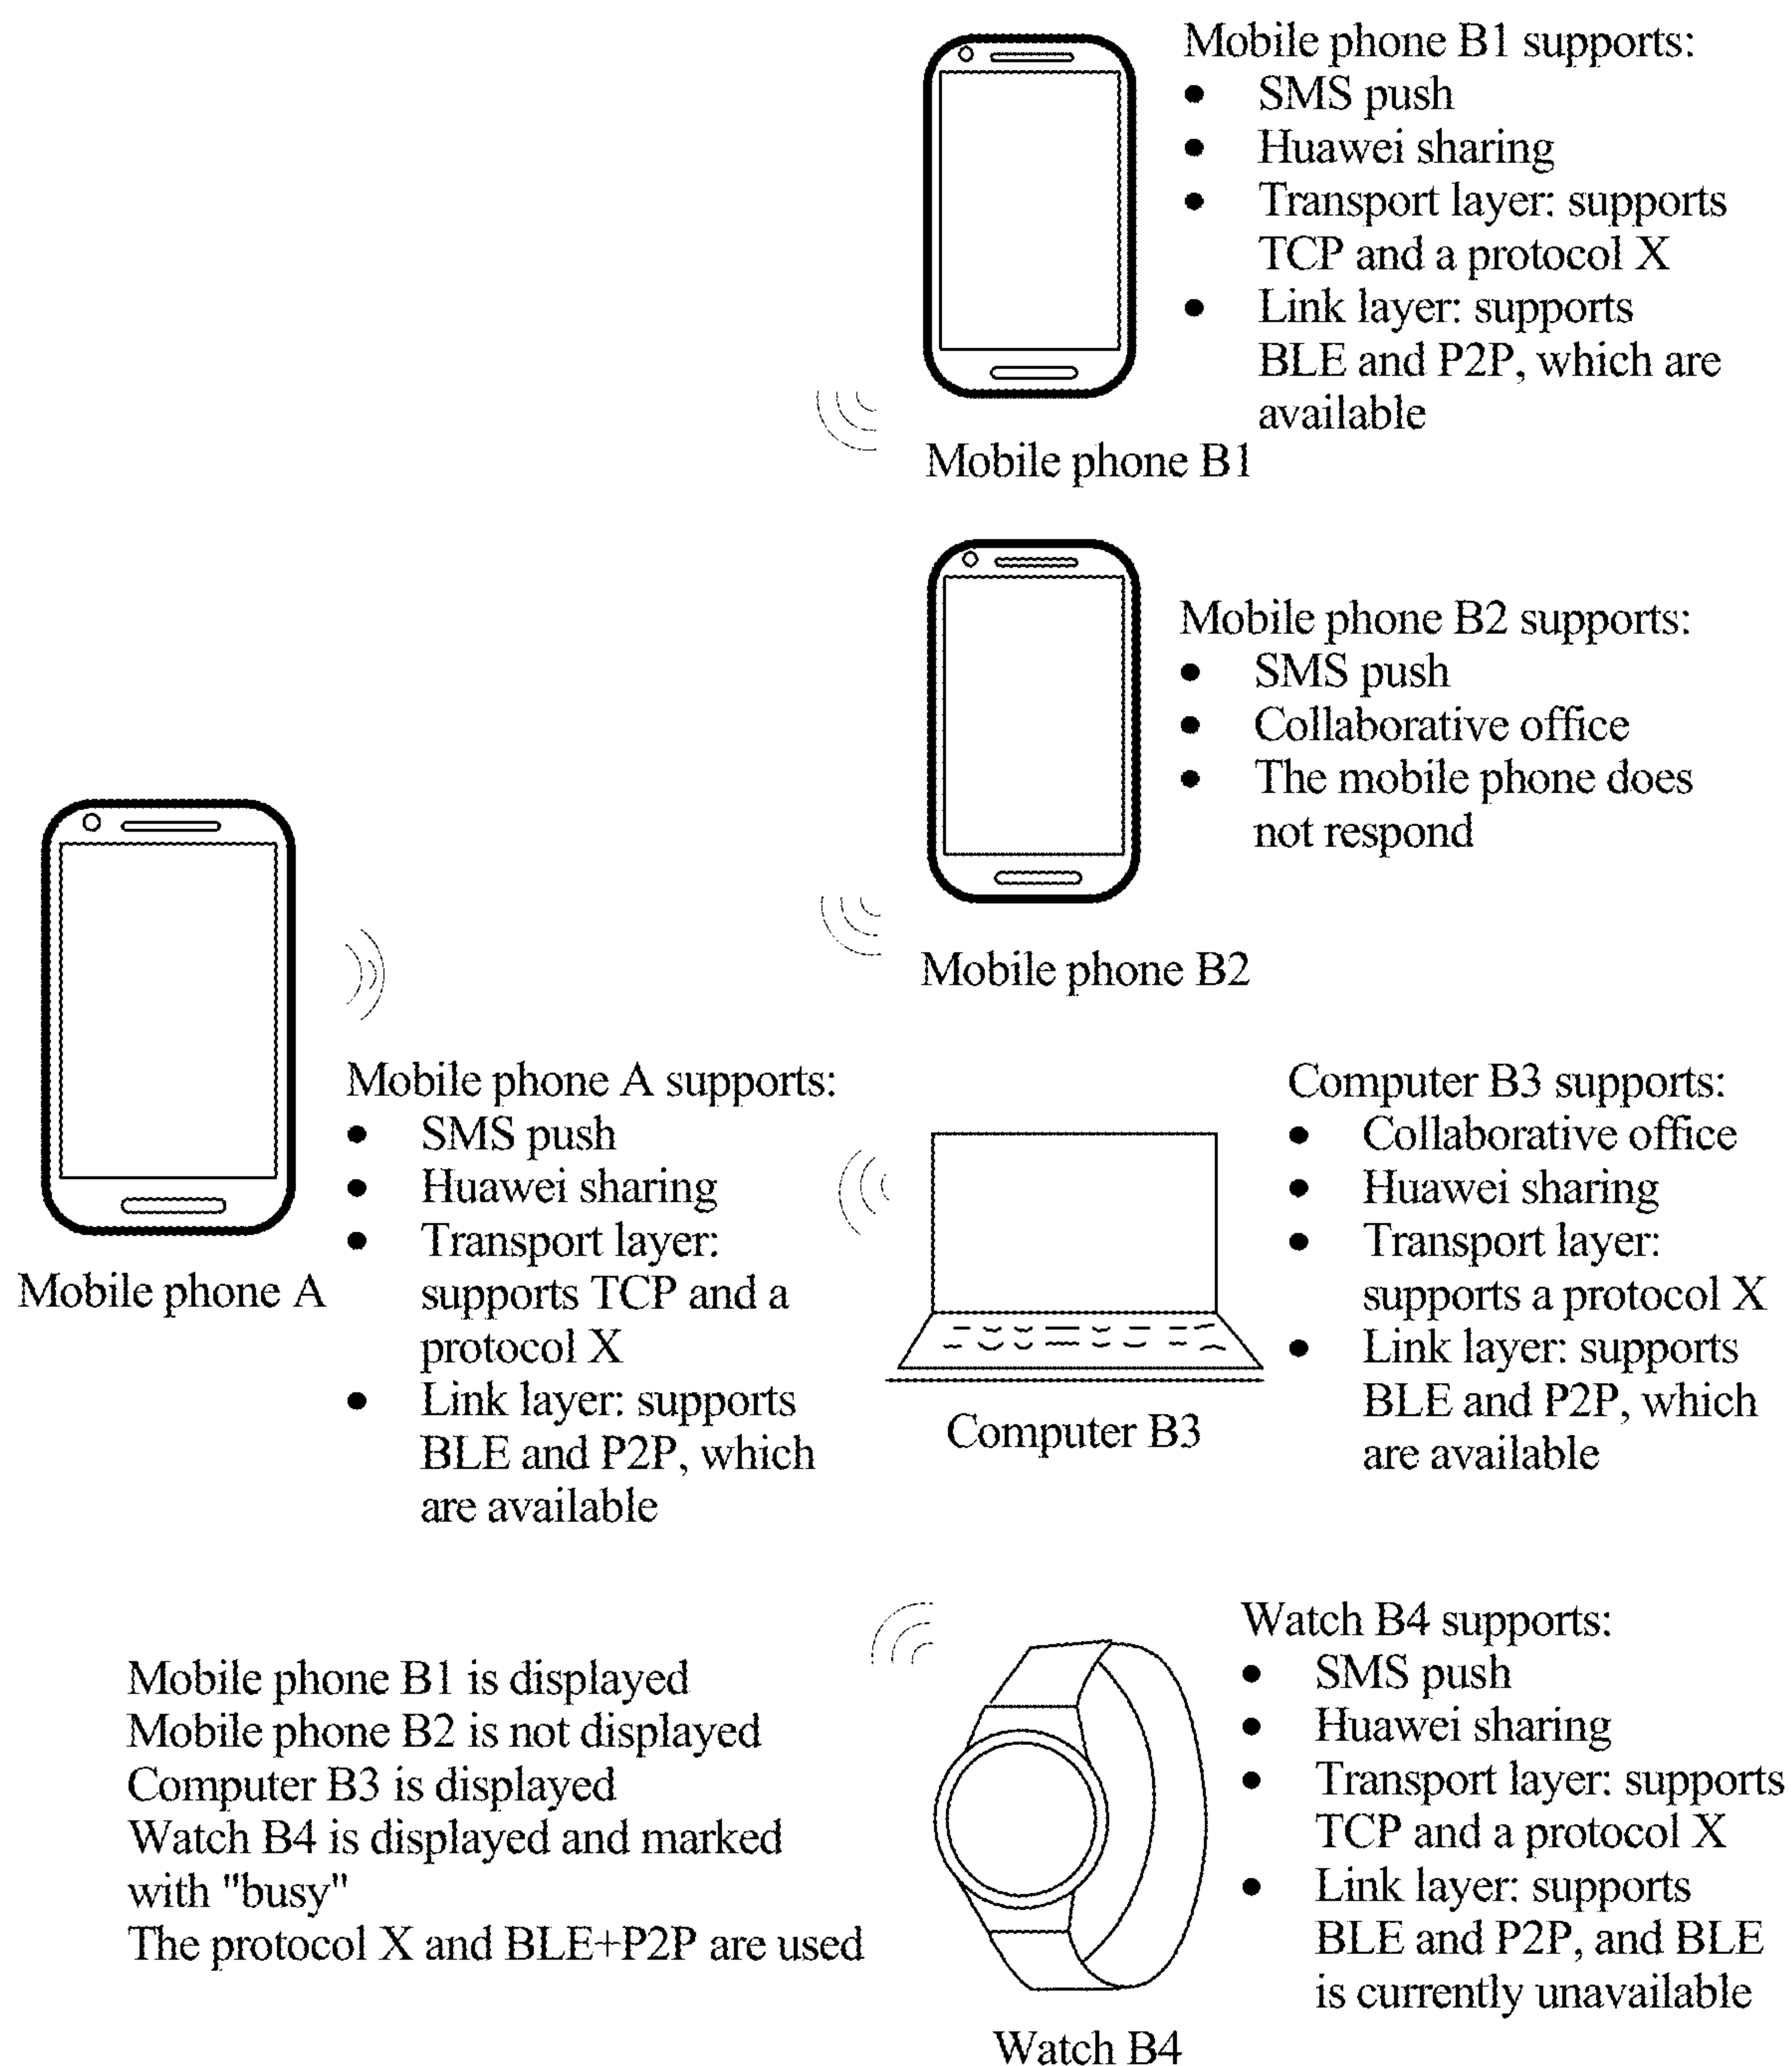 Mobile phone B1 supports:
• SMS push
• Huawei sharing
• Transport layer: supports
TCP and a protocol X
• Link layer: supports
BLE and P2P, which are
available
Mobile phone B1
Mobile phone B2 supports:
• SMS push
• Collaborative office
• The mobile phone does
not respond
Mobile phone B2
Mobile phone A
Mobile phone A supports:
• SMS push
• Huawei sharing
• Transport layer:
supports TCP and a
protocol X
• Link layer: supports
BLE and P2P, which
are available
Computer B3 supports:
• Collaborative office
• Huawei sharing
• Transport layer:
supports a protocol X
• Link layer: supports
BLE and P2P, which
are available
Computer B3
Mobile phone B1 is displayed
Mobile phone B2 is not displayed
Computer B3 is displayed
Watch B4 is displayed and marked
with "busy"
The protocol X and BLE+P2P are used
Watch B4 supports:
• SMS push
• Huawei sharing
• Transport layer: supports
TCP and a protocol X
• Link layer: supports
BLE and P2P, and BLE
is currently unavailable
Watch B4